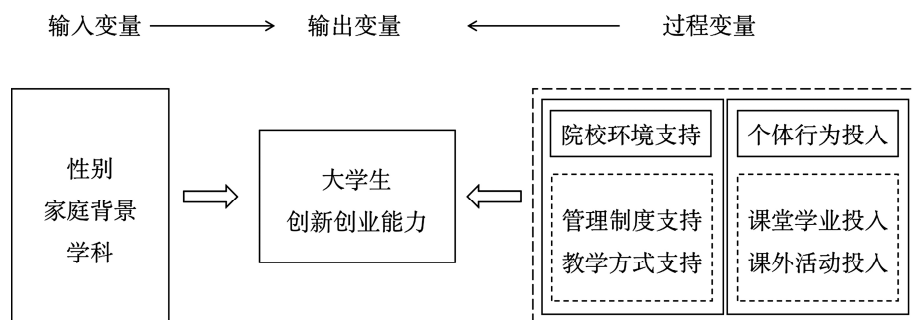 输入变量
输出变量
过程变量
性别
家庭背景
学科
大学生
创新创业能力
院校环境支持
管理制度支持
教学方式支持
个体行为投入
课堂学业投入
课外活动投入